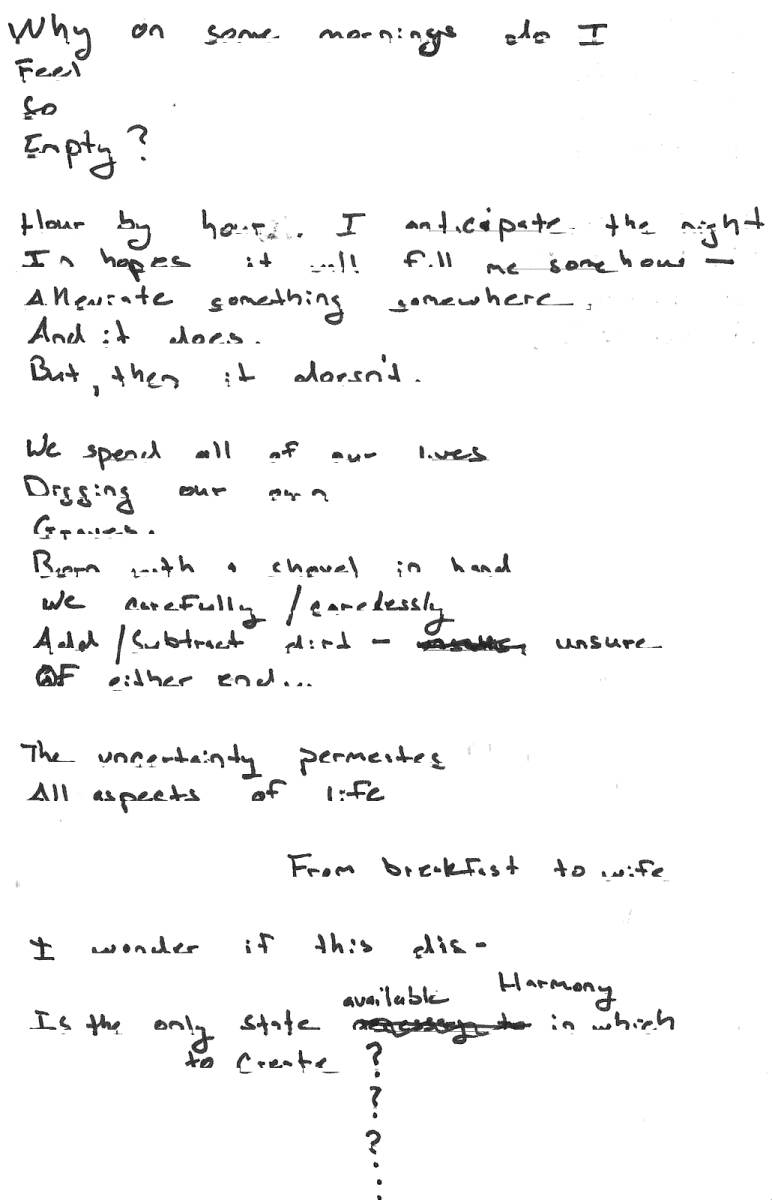 Why on some mornings do I
Feel
So
Empty?
Hour by hour. I anticipate the night
In hopes it will fill me somehow —
Alleviate something somewhere.
And it does.
But, then it doesn't.
We spend all of our lives
Digging our own
Graves.
Born with a shovel in hand
We carefully / carelessly
Add / Subtract dirt - unsure
Of either end...
The uncertainty permeates
All aspects of life
From breakfast to wife
I wonder if this dis-
Harmony
Is the only state available in which
to create ?
?
?